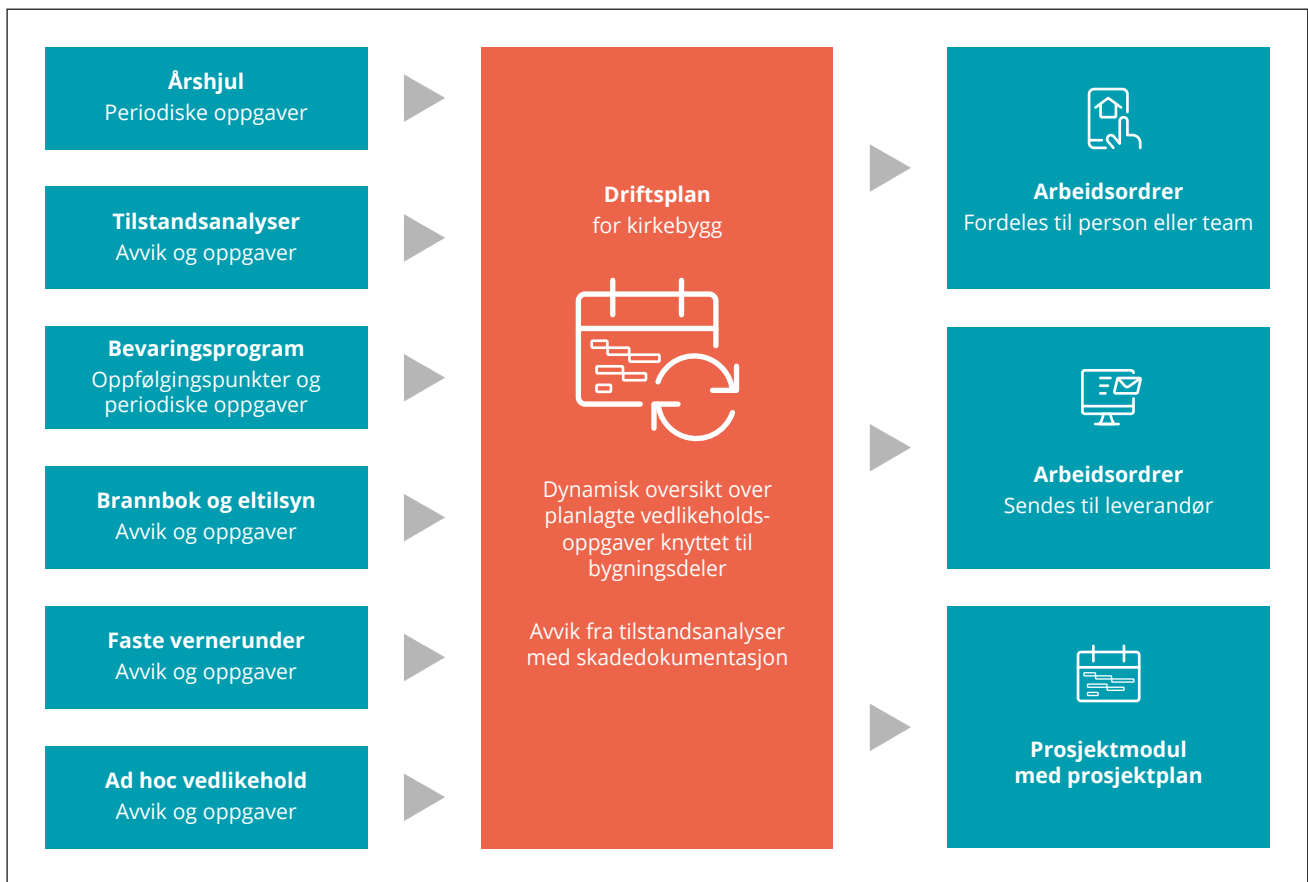 Årshjul
Periodiske oppgaver
Tilstandsanalyser
Avvik og oppgaver
Bevaringsprogram
Oppfølgingspunkter og
periodiske oppgaver
Brannbok og eltilsyn
Avvik og oppgaver
Faste vernerunder
Avvik og oppgaver
Ad hoc vedlikehold
Avvik og oppgaver
Driftsplan
for kirkebygg
Dynamisk oversikt over
planlagte vedlikeholds-
oppgaver knyttet til
bygningsdeler
Avvik fra tilstandsanalyser
med skadedokumentasjon
Arbeidsordrer
Fordeles til person eller team
Arbeidsordrer
Sendes til leverandør
Prosjektmodul
med prosjektplan